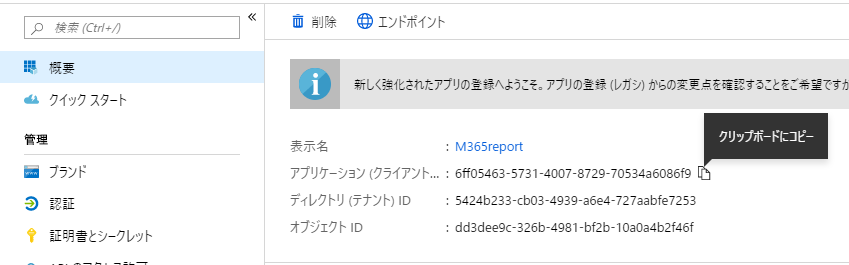 検索 (Ctrl+/)
«
概要
クイック スタート
管理
ブランド
認証
証明書とシークレット
削除
エンドポイント
新しく強化されたアプリの登録へようこそ。アプリの登録 (レガシ) からの変更点を確認することをご希望ですか
クリップボードにコピー
表示名 : M365report
アプリケーション (クライアント... : 6ff05463-5731-4007-8729-70534a6086f9
ディレクトリ (テナント) ID : 5424b233-cb03-4939-a6e4-727aabfe7253
オブジェクト ID : dd3dee9c-326b-4981-bf2b-10a0a4b2f46f